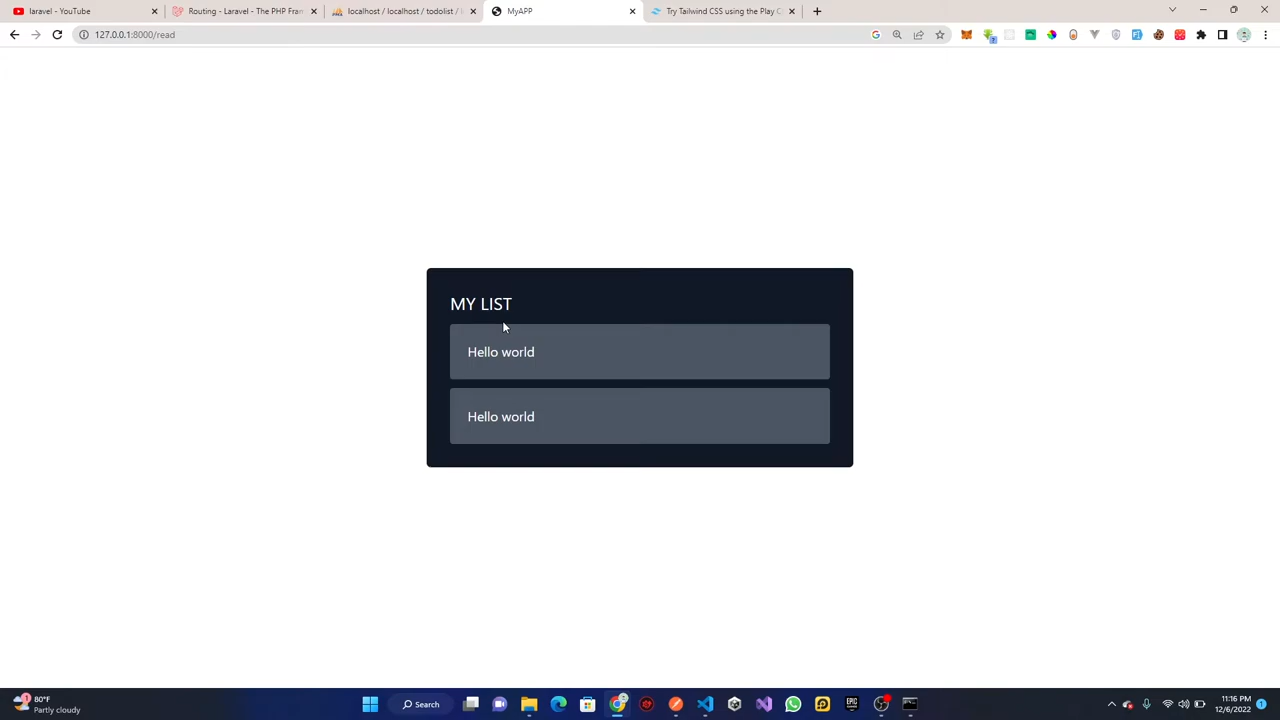 laravel - YouTube
Routing - Laravel - The PHP Fram
localhost / localhost / todolist /
MyAPP
Try Tailwind CSS using the Play C
127.0.0.1:8000/read
MY LIST
Hello world
Hello world
80°F
Partly cloudy
Search
11:16 PM
12/6/2022